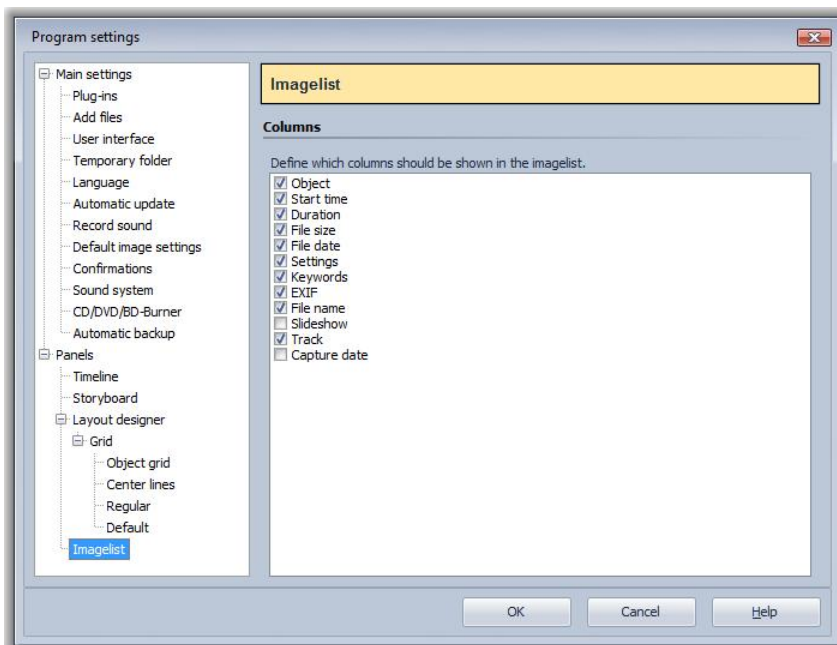 Program settings
Main settings
Plug-ins
Add files
User interface
Temporary folder
Language
Automatic update
Record sound
Default image settings
Confirmations
Sound system
CD/DVD/BD-Burner
Automatic backup
Panels
Timeline
Storyboard
Layout designer
Grid
Object grid
Center lines
Regular
Default
Imagelist
Imagelist
Columns
Define which columns should be shown in the imagelist.
Object
Start time
Duration
File size
File date
Settings
Keywords
EXIF
File name
Slideshow
Track
Capture date
OK
Cancel
Help